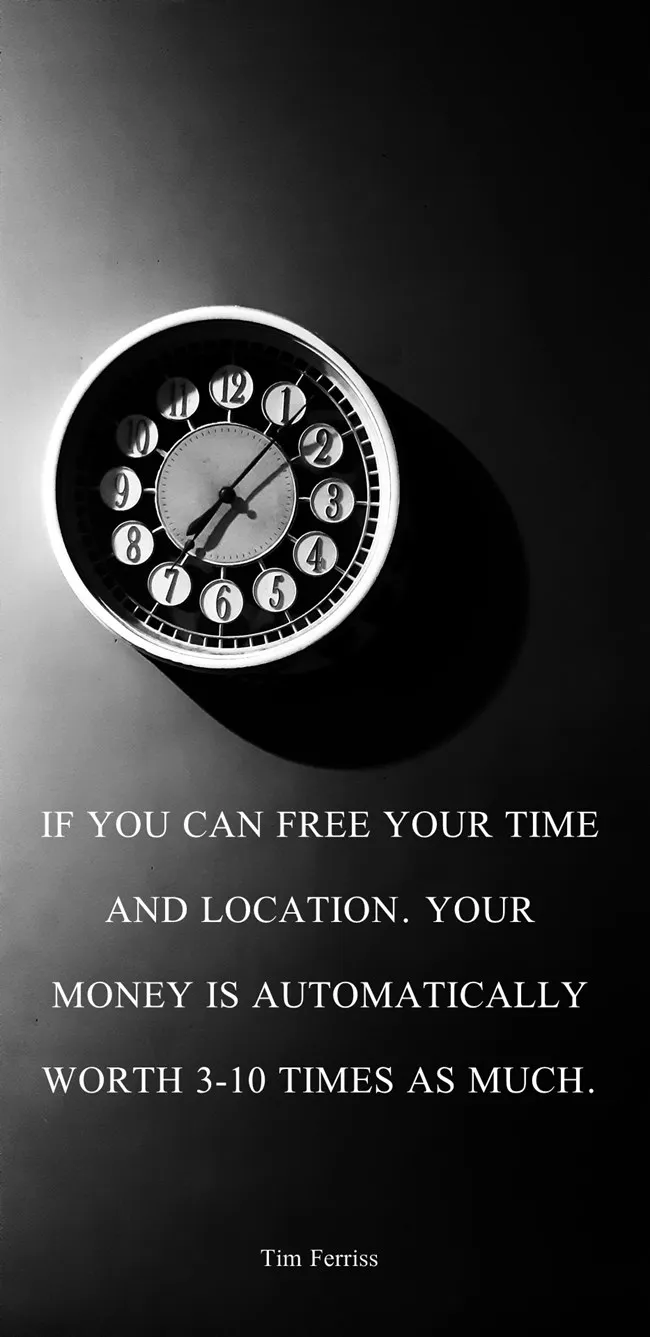 12
1
2
3
4
5
6
7
8
9
10
11
IF YOU CAN FREE YOUR TIME
AND LOCATION. YOUR
MONEY IS AUTOMATICALLY
WORTH 3-10 TIMES AS MUCH.
Tim Ferriss